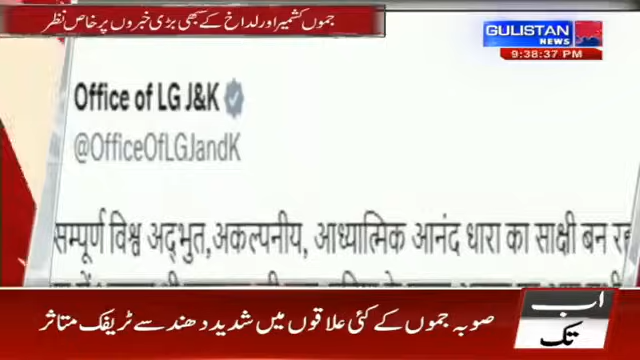 جموں کشمیر اور لداخ کے بھی بڑی خبروں پر خاص نظر
GULISTAN
NEWS
9:38:37 PM
Office of LG J&K
@OfficeOfLGJandK
सम्पूर्ण विश्व अद्भुत,अकल्पनीय, आध्यात्मिक आनंद धारा का साक्षी बन
صوبہ جموں کے کئی علاقوں میں شدید دھند سے ٹریفک متاثر
اب
تک